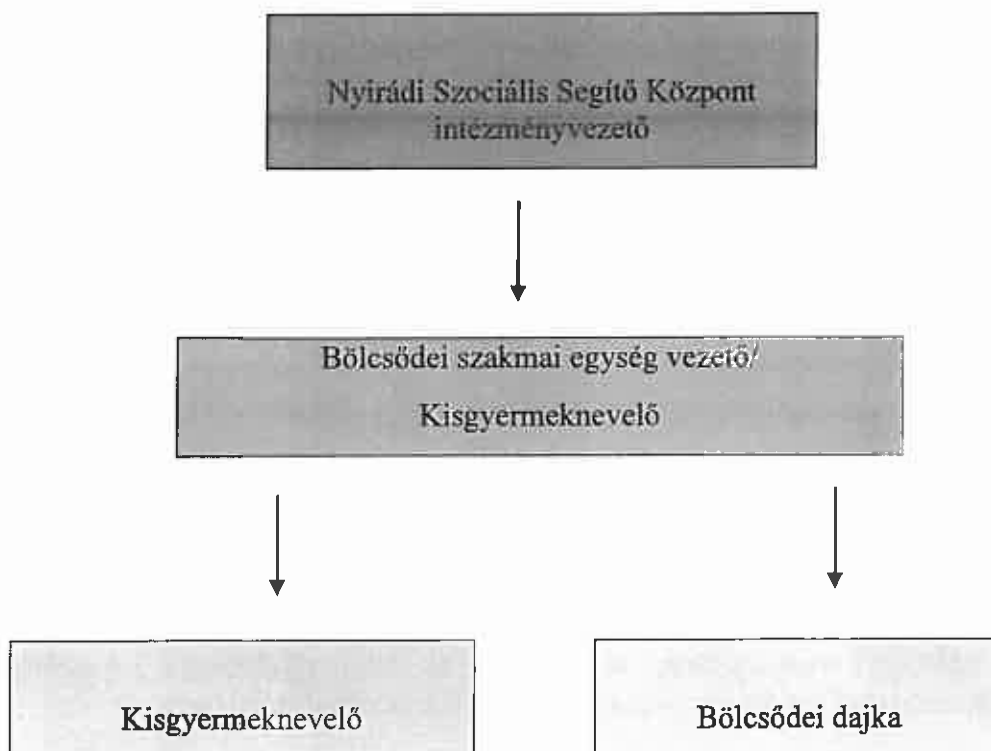 Nyirádi Szociális Segítő Központ
intézményvezető
Bölcsődei szakmai egység vezető/
Kisgyermeknevelő
Kisgyermeknevelő
Bölcsődei dajka